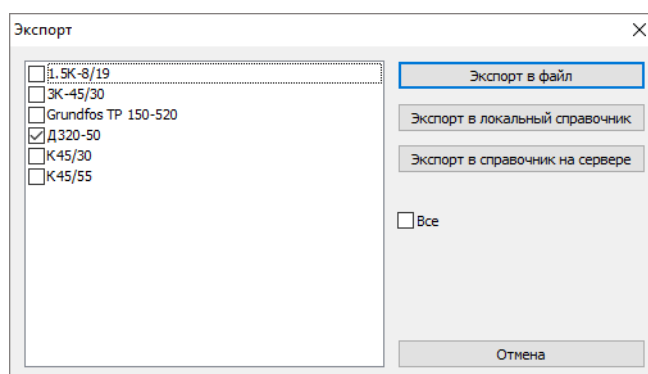 Экспорт
1.5К-8/19
3К-45/30
Grundfos TP 150-520
Д320-50
К45/30
К45/55
Экспорт в файл
Экспорт в локальный справочник
Экспорт в справочник на сервере
Все
Отмена